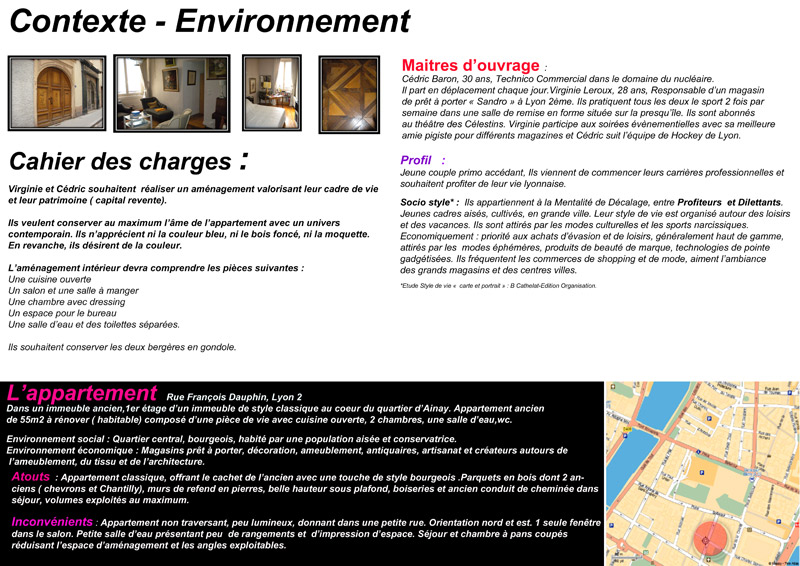 Contexte - Environnement
Maitres d'ouvrage :
Cédric Baron, 30 ans, Technico Commercial dans le domaine du nucléaire.
Il part en déplacement chaque jour.Virginie Leroux, 28 ans, Responsable d'un magasin
de prêt à porter « Sandro » à Lyon 2éme. Ils pratiquent tous les deux le sport 2 fois par
semaine dans une salle de remise en forme située sur la presqu'île. Ils sont abonnés
au théâtre des Célestins. Virginie participe aux soirées événementielles avec sa meilleure
amie pigiste pour différents magazines et Cédric suit l'équipe de Hockey de Lyon.
Profil :
Jeune couple primo accédant, Ils viennent de commencer leurs carrières professionnelles et
souhaitent profiter de leur vie lyonnaise.
Socio style* : Ils appartiennent à la Mentalité de Décalage, entre Profiteurs et Dilettants.
Jeunes cadres aisés, cultivés, en grande ville. Leur style de vie est organisé autour des loisirs
et des vacances. Ils sont attirés par les modes culturelles et les sports narcissiques.
Economiquement : priorité aux achats d'évasion et de loisirs, généralement haut de gamme,
attirés par les modes éphémères, produits de beauté de marque, technologies de pointe
gadgétisées. Ils fréquentent les commerces de shopping et de mode, aiment l'ambiance
des grands magasins et des centres villes.
*Etude Style de vie « carte et portrait » : B Cathelat-Edition Organisation.
Cahier des charges :
Virginie et Cédric souhaitent réaliser un aménagement valorisant leur cadre de vie
et leur patrimoine ( capital revente).
Ils veulent conserver au maximum l'âme de l'appartement avec un univers
contemporain. Ils n'apprécient ni la couleur bleu, ni le bois foncé, ni la moquette.
En revanche, ils désirent de la couleur.
L'aménagement intérieur devra comprendre les pièces suivantes :
Une cuisine ouverte
Un salon et une salle à manger
Une chambre avec dressing
Un espace pour le bureau
Une salle d'eau et des toilettes séparées.
Ils souhaitent conserver les deux bergères en gondole.
L'appartement Rue François Dauphin, Lyon 2
Dans un immeuble ancien,1er étage d'un immeuble de style classique au coeur du quartier d'Ainay. Appartement ancien
de 55m2 à rénover ( habitable) composé d'une pièce de vie avec cuisine ouverte, 2 chambres, une salle d'eau,wc.
Environnement social : Quartier central, bourgeois, habité par une population aisée et conservatrice.
Environnement économique : Magasins prêt à porter, décoration, ameublement, antiquaires, artisanat et créateurs autours de
l'ameublement, du tissu et de l'architecture.
Atouts : Appartement classique, offrant le cachet de l'ancien avec une touche de style bourgeois .Parquets en bois dont 2 an-
ciens ( chevrons et Chantilly), murs de refend en pierres, belle hauteur sous plafond, boiseries et ancien conduit de cheminée dans
séjour, volumes exploités au maximum.
Inconvénients : Appartement non traversant, peu lumineux, donnant dans une petite rue. Orientation nord et est. 1 seule fenêtre
dans le salon. Petite salle d'eau présentant peu de rangements et d'impression d'espace. Séjour et chambre à pans coupés
réduisant l'espace d'aménagement et les angles exploitables.